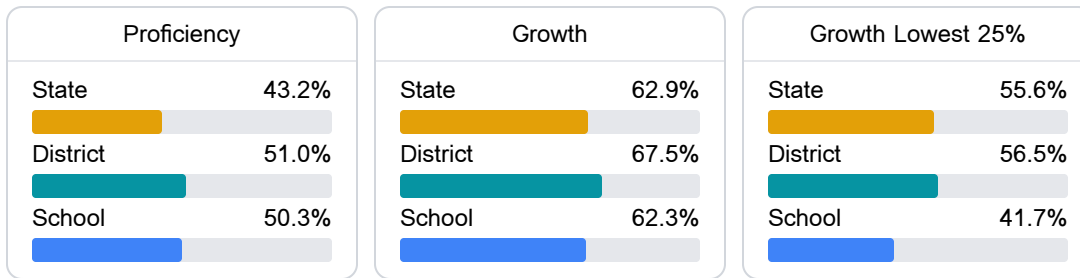 Proficiency
State 43.2%
District 51.0%
School 50.3%
Growth
State 62.9%
District 67.5%
School 62.3%
Growth Lowest 25%
State 55.6%
District 56.5%
School 41.7%